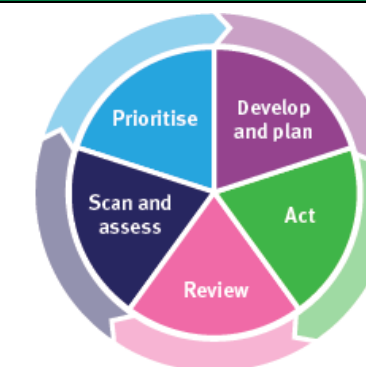 Prioritise
Develop
and plan
Scan and
assess
Act
Review